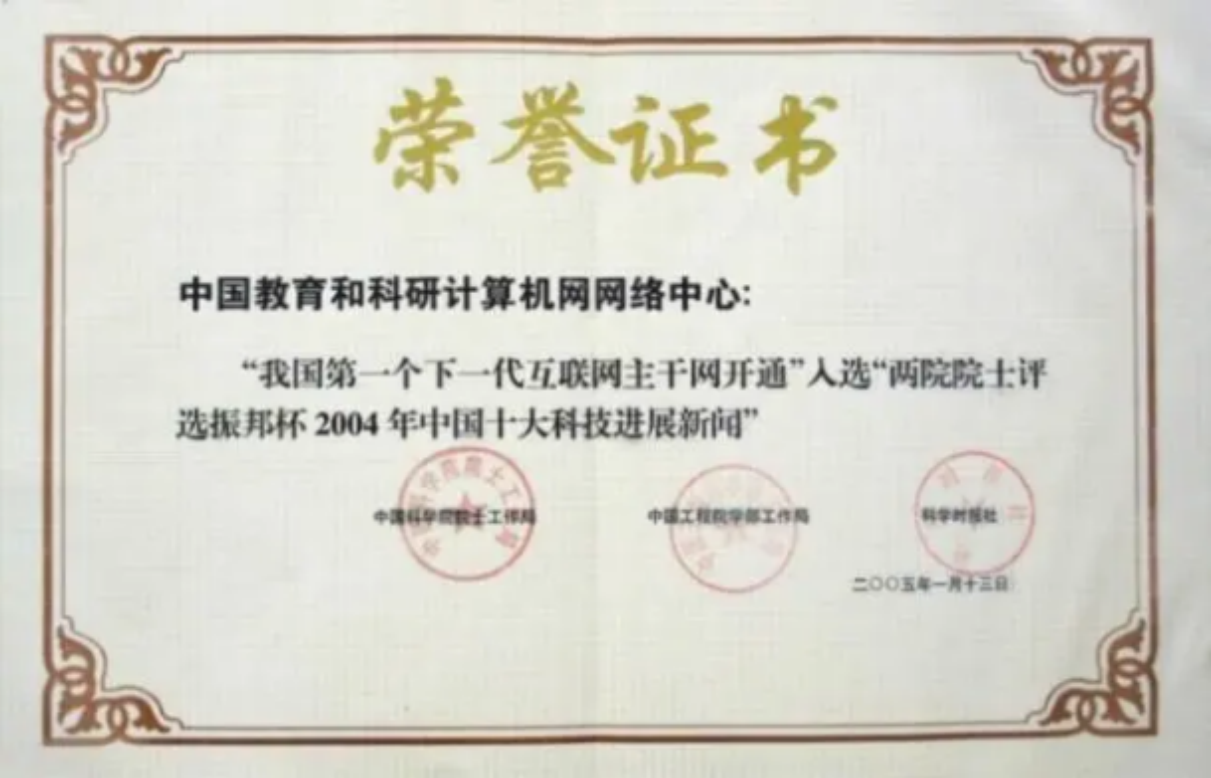 荣誉证书
中国教育和科研计算机网网络中心:
“我国第一个下一代互联网主干网开通”入选“两院院士评
选振邦杯 2004 年中国十大科技进展新闻”
中国科学院院士工作局 中国工程院学部工作局 科学时报社
二〇〇五年一月十三日